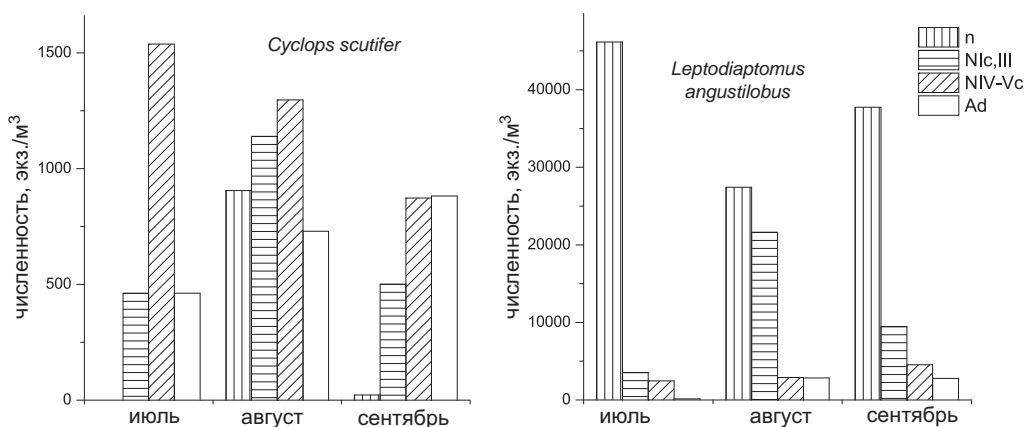 1500
1000
500
0
численность, экз./м³
Cyclops scutifer
июль
август
сентябрь
40000
30000
20000
10000
0
численность, экз./м³
Leptodiaptomus
angustilobus
июль
август
сентябрь
n
NIc,III
NIV-Vc
Ad